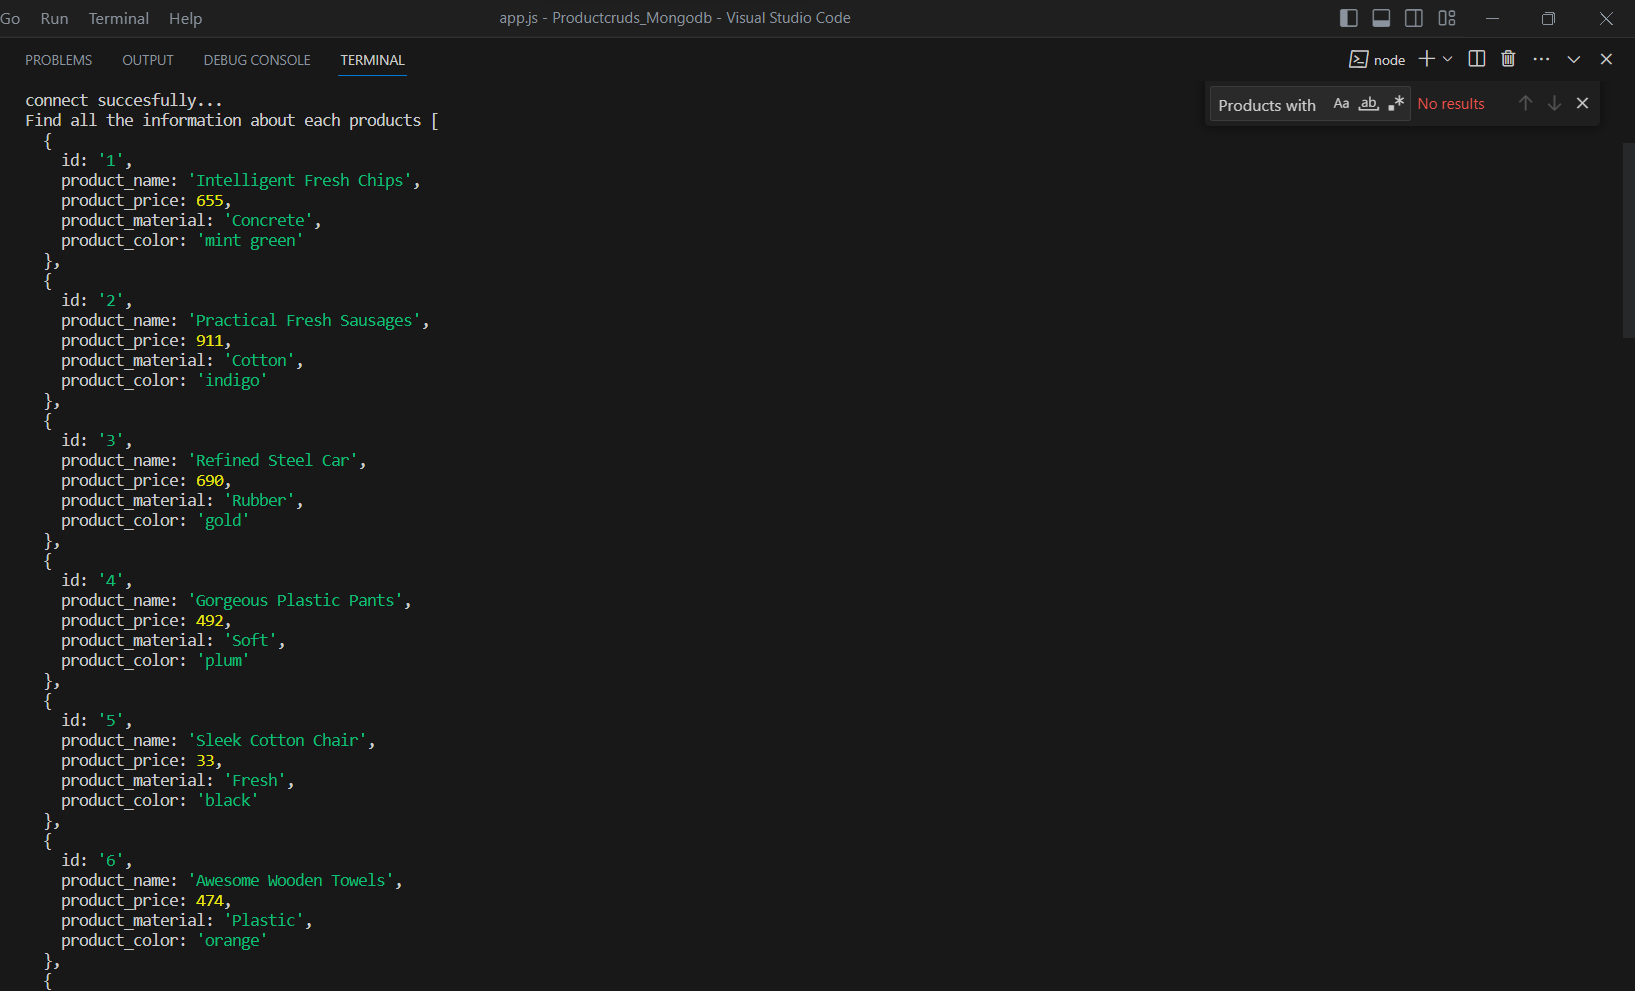 Go Run Terminal Help app.js - Productcruds_Mongodb - Visual Studio Code
PROBLEMS OUTPUT DEBUG CONSOLE TERMINAL node
Products with Aa ab .* No results
connect succesfully...
Find all the information about each products [
{
id: '1',
product_name: 'Intelligent Fresh Chips',
product_price: 655,
product_material: 'Concrete',
product_color: 'mint green'
},
{
id: '2',
product_name: 'Practical Fresh Sausages',
product_price: 911,
product_material: 'Cotton',
product_color: 'indigo'
},
{
id: '3',
product_name: 'Refined Steel Car',
product_price: 690,
product_material: 'Rubber',
product_color: 'gold'
},
{
id: '4',
product_name: 'Gorgeous Plastic Pants',
product_price: 492,
product_material: 'Soft',
product_color: 'plum'
},
{
id: '5',
product_name: 'Sleek Cotton Chair',
product_price: 33,
product_material: 'Fresh',
product_color: 'black'
},
{
id: '6',
product_name: 'Awesome Wooden Towels',
product_price: 474,
product_material: 'Plastic',
product_color: 'orange'
},
{